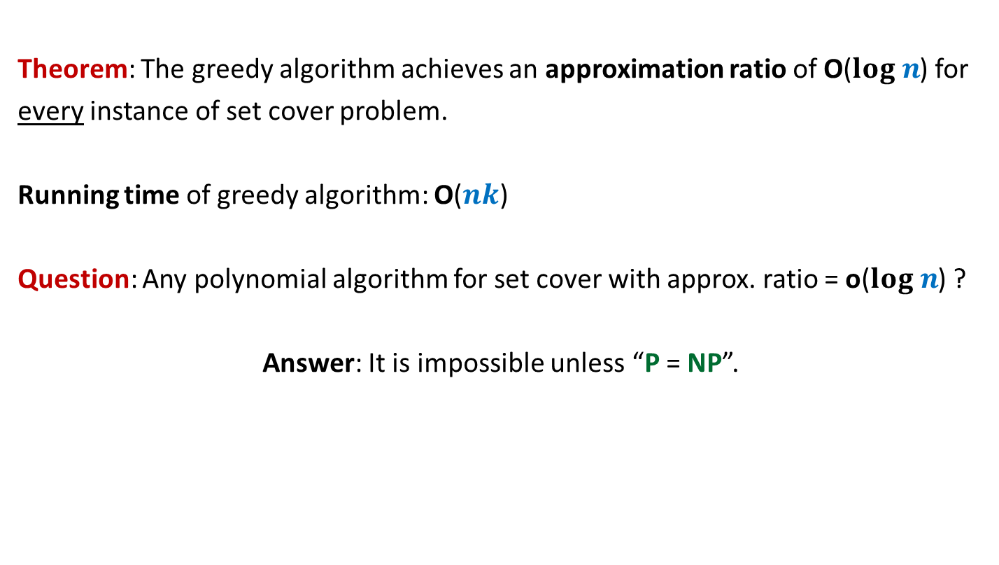 Theorem: The greedy algorithm achieves an approximation ratio of O(log n) for
every instance of set cover problem.
Running time of greedy algorithm: O(nk)
Question: Any polynomial algorithm for set cover with approx. ratio = o(log n) ?
Answer: It is impossible unless “P = NP”.